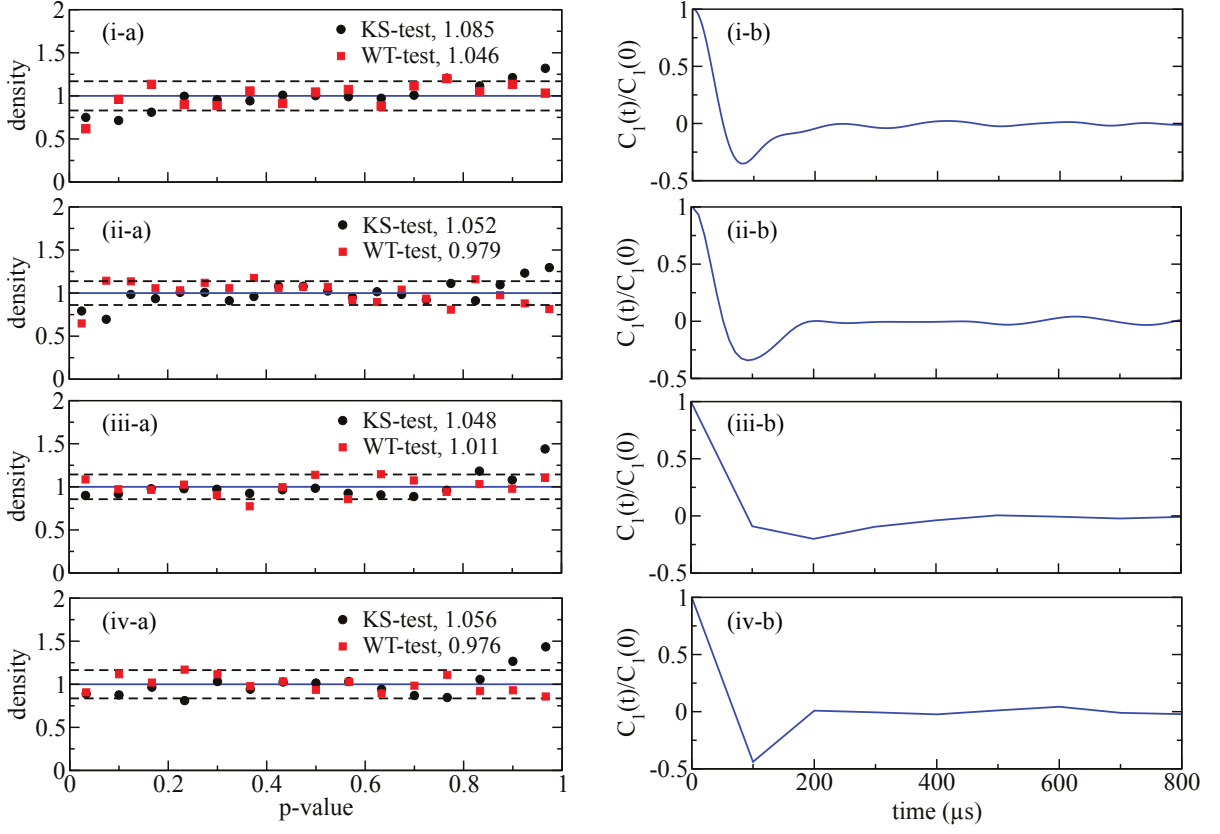 (i-a)
KS-test, 1.085
WT-test, 1.046
density
2
1.5
1
0.5
0
(i-b)
C1(t)/C1(0)
1
0.5
0
-0.5
(ii-a)
KS-test, 1.052
WT-test, 0.979
density
2
1.5
1
0.5
0
(ii-b)
C1(t)/C1(0)
1
0.5
0
-0.5
(iii-a)
KS-test, 1.048
WT-test, 1.011
density
2
1.5
1
0.5
0
(iii-b)
C1(t)/C1(0)
1
0.5
0
-0.5
(iv-a)
KS-test, 1.056
WT-test, 0.976
density
2
1.5
1
0.5
0
0 0.2 0.4 0.6 0.8 1
p-value
(iv-b)
C1(t)/C1(0)
1
0.5
0
-0.5
0 200 400 600 800
time (µs)